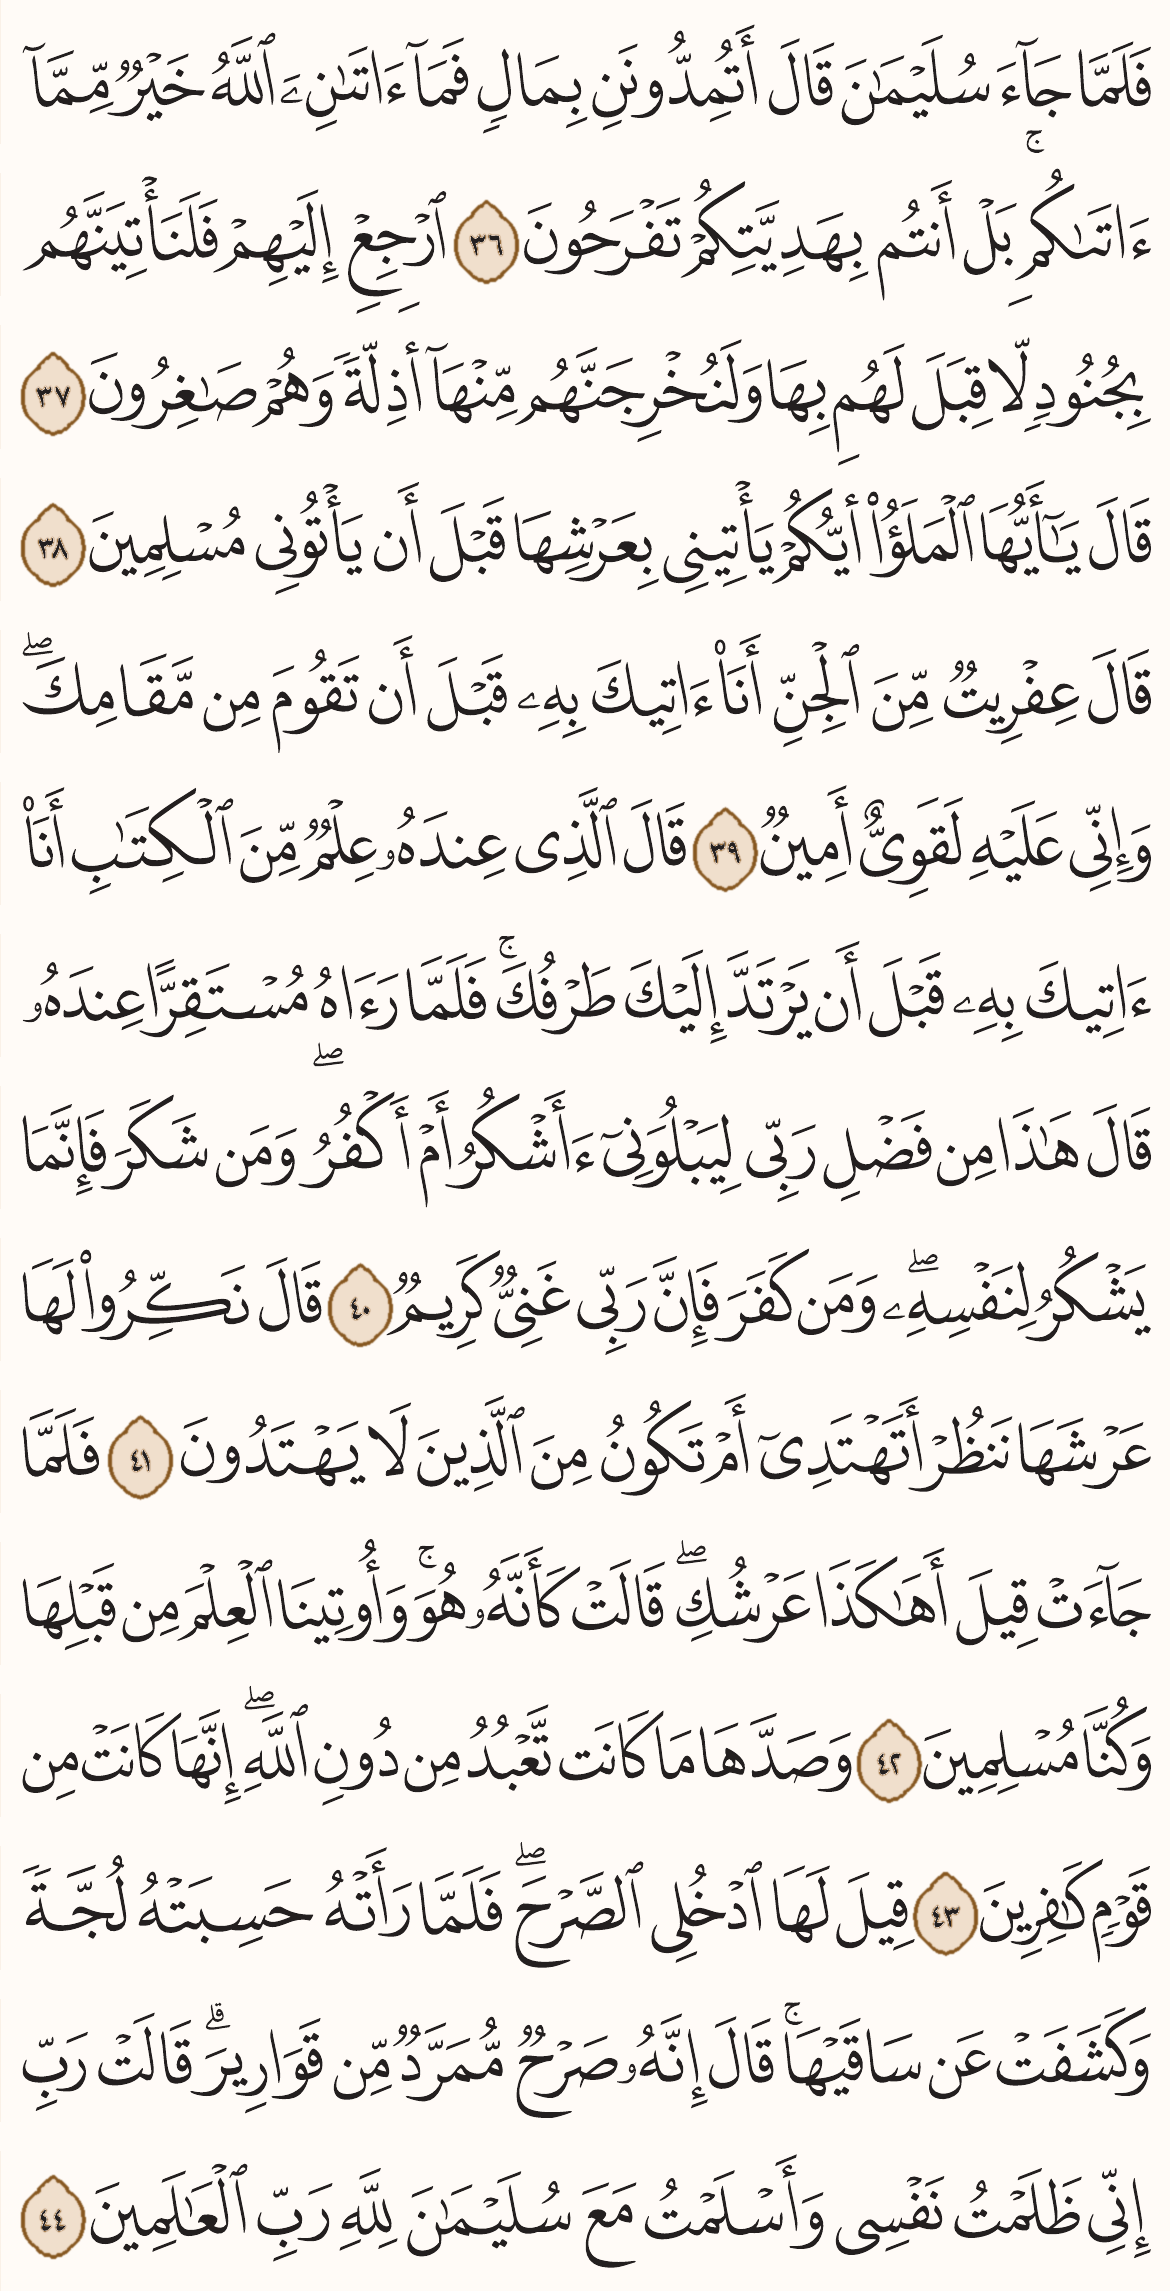 فَلَمَّا جَآءَ سُلَيْمَٰنَ قَالَ أَتُمِدُّونَنِ بِمَالٍ فَمَآ ءَاتَىٰنِۦَ ٱللَّهُ خَيْرٌ مِّمَّآ
ءَاتَىٰكُم ۚ بَلْ أَنتُم بِهَدِيَّتِكُمْ تَفْرَحُونَ ٣٦ ٱرْجِعْ إِلَيْهِمْ فَلَنَأْتِيَنَّهُم
بِجُنُودٍ لَّا قِبَلَ لَهُم بِهَا وَلَنُخْرِجَنَّهُم مِّنْهَآ أَذِلَّةً وَهُمْ صَٰغِرُونَ ٣٧
قَالَ يَٰٓأَيُّهَا ٱلْمَلَؤُا۟ أَيُّكُمْ يَأْتِينِى بِعَرْشِهَا قَبْلَ أَن يَأْتُونِى مُسْلِمِينَ ٣٨
قَالَ عِفْرِيتٌ مِّنَ ٱلْجِنِّ أَنَا۠ ءَاتِيكَ بِهِۦ قَبْلَ أَن تَقُومَ مِن مَّقَامِكَ ۖ
وَإِنِّى عَلَيْهِ لَقَوِىٌّ أَمِينٌ ٣٩ قَالَ ٱلَّذِى عِندَهُۥ عِلْمٌ مِّنَ ٱلْكِتَٰبِ أَنَا۠
ءَاتِيكَ بِهِۦ قَبْلَ أَن يَرْتَدَّ إِلَيْكَ طَرْفُكَ ۚ فَلَمَّا رَءَاهُ مُسْتَقِرًّا عِندَهُۥ
قَالَ هَٰذَا مِن فَضْلِ رَبِّى لِيَبْلُوَنِىٓ ءَأَشْكُرُ أَمْ أَكْفُرُ ۖ وَمَن شَكَرَ فَإِنَّمَا
يَشْكُرُ لِنَفْسِهِۦ ۖ وَمَن كَفَرَ فَإِنَّ رَبِّى غَنِىٌّ كَرِيمٌ ٤٠ قَالَ نَكِّرُوا۟ لَهَا
عَرْشَهَا نَنظُرْ أَتَهْتَدِىٓ أَمْ تَكُونُ مِنَ ٱلَّذِينَ لَا يَهْتَدُونَ ٤١ فَلَمَّا
جَآءَتْ قِيلَ أَهَٰكَذَا عَرْشُكِ ۖ قَالَتْ كَأَنَّهُۥ هُوَ ۚ وَأُوتِينَا ٱلْعِلْمَ مِن قَبْلِهَا
وَكُنَّا مُسْلِمِينَ ٤٢ وَصَدَّهَا مَا كَانَت تَّعْبُدُ مِن دُونِ ٱللَّهِ ۖ إِنَّهَا كَانَتْ مِن
قَوْمٍ كَٰفِرِينَ ٤٣ قِيلَ لَهَا ٱدْخُلِى ٱلصَّرْحَ ۖ فَلَمَّا رَأَتْهُ حَسِبَتْهُ لُجَّةً
وَكَشَفَتْ عَن سَاقَيْهَا ۚ قَالَ إِنَّهُۥ صَرْحٌ مُّمَرَّدٌ مِّن قَوَارِيرَ ۗ قَالَتْ رَبِّ
إِنِّى ظَلَمْتُ نَفْسِى وَأَسْلَمْتُ مَعَ سُلَيْمَٰنَ لِلَّهِ رَبِّ ٱلْعَٰلَمِينَ ٤٤